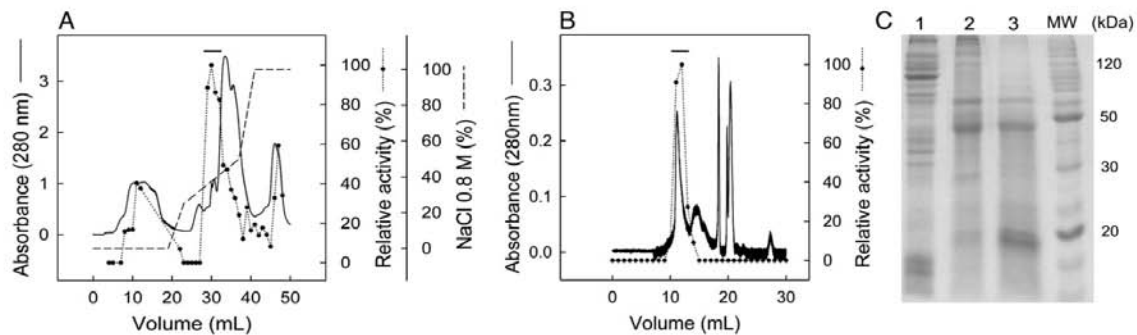 A
Absorbance (280 nm)
3
2
1
0
0 10 20 30 40 50
Volume (mL)
100
80
60
40
20
0
Relative activity (%)
100
80
60
40
20
0
NaCl 0.8 M (%)
B
Absorbance (280nm)
0.3
0.2
0.1
0.0
0 10 20 30
Volume (mL)
100
80
60
40
20
0
Relative activity (%)
C
1 2 3 MW (kDa)
120
50
30
20